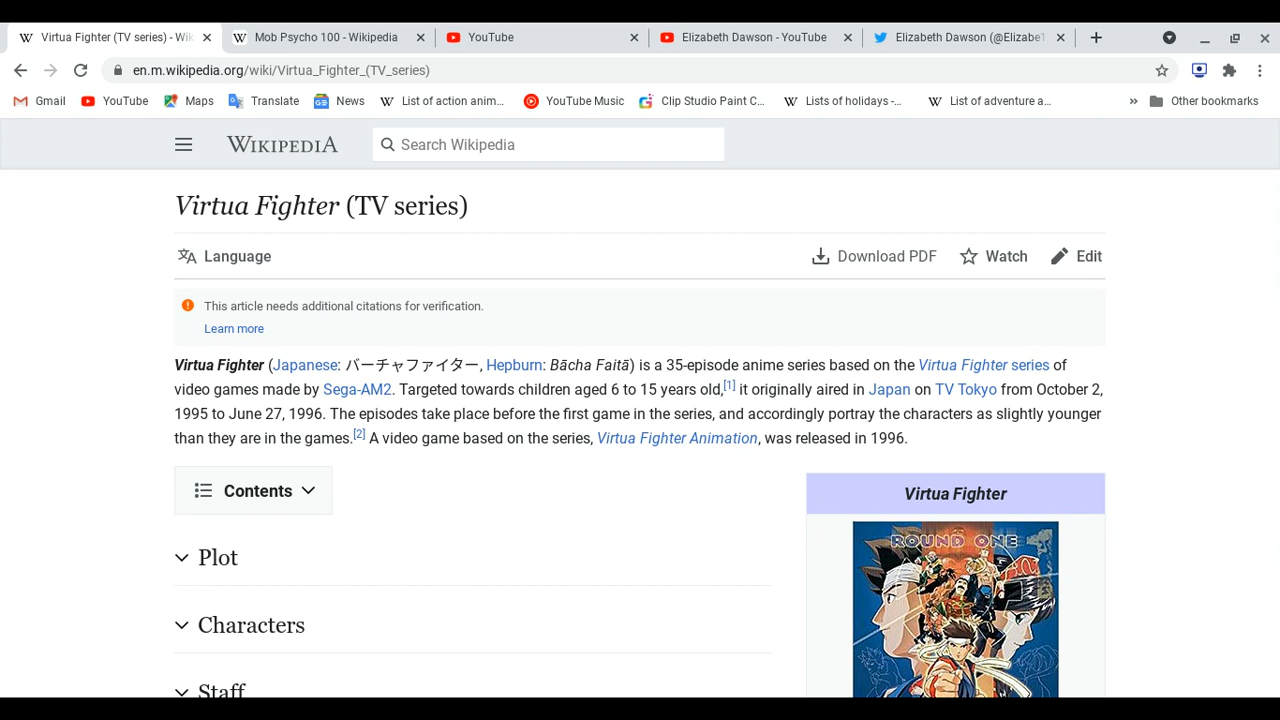 Virtua Fighter (TV series) - Wik
Mob Psycho 100 - Wikipedia
YouTube
Elizabeth Dawson - YouTube
Elizabeth Dawson (@Elizabe
en.m.wikipedia.org/wiki/Virtua_Fighter_(TV_series)
Gmail
YouTube
Maps
Translate
News
List of action anim...
YouTube Music
Clip Studio Paint C...
Lists of holidays -...
List of adventure a...
Other bookmarks
WIKIPEDIA
Search Wikipedia
Virtua Fighter (TV series)
Language
Download PDF
Watch
Edit
This article needs additional citations for verification.
Learn more
Virtua Fighter (Japanese: バーチャファイター, Hepburn: Bācha Faitā) is a 35-episode anime series based on the Virtua Fighter series of
video games made by Sega-AM2. Targeted towards children aged 6 to 15 years old,[1] it originally aired in Japan on TV Tokyo from October 2,
1995 to June 27, 1996. The episodes take place before the first game in the series, and accordingly portray the characters as slightly younger
than they are in the games.[2] A video game based on the series, Virtua Fighter Animation, was released in 1996.
Contents
Virtua Fighter
ROUND ONE
Plot
Characters
Staff